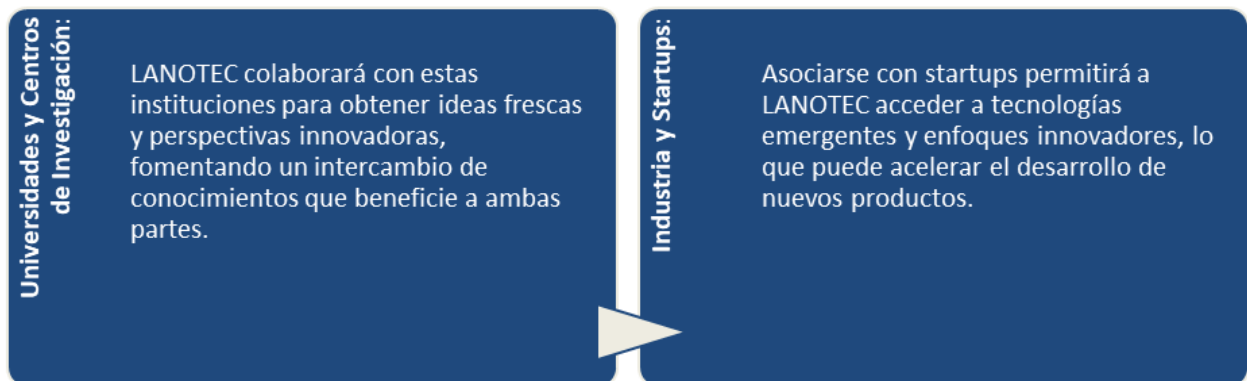 Universidades y Centros
de Investigación:
LANOTEC colaborará con estas
instituciones para obtener ideas frescas
y perspectivas innovadoras,
fomentando un intercambio de
conocimientos que beneficie a ambas
partes.
Industria y Startups:
Asociarse con startups permitirá a
LANOTEC acceder a tecnologías
emergentes y enfoques innovadores, lo
que puede acelerar el desarrollo de
nuevos productos.